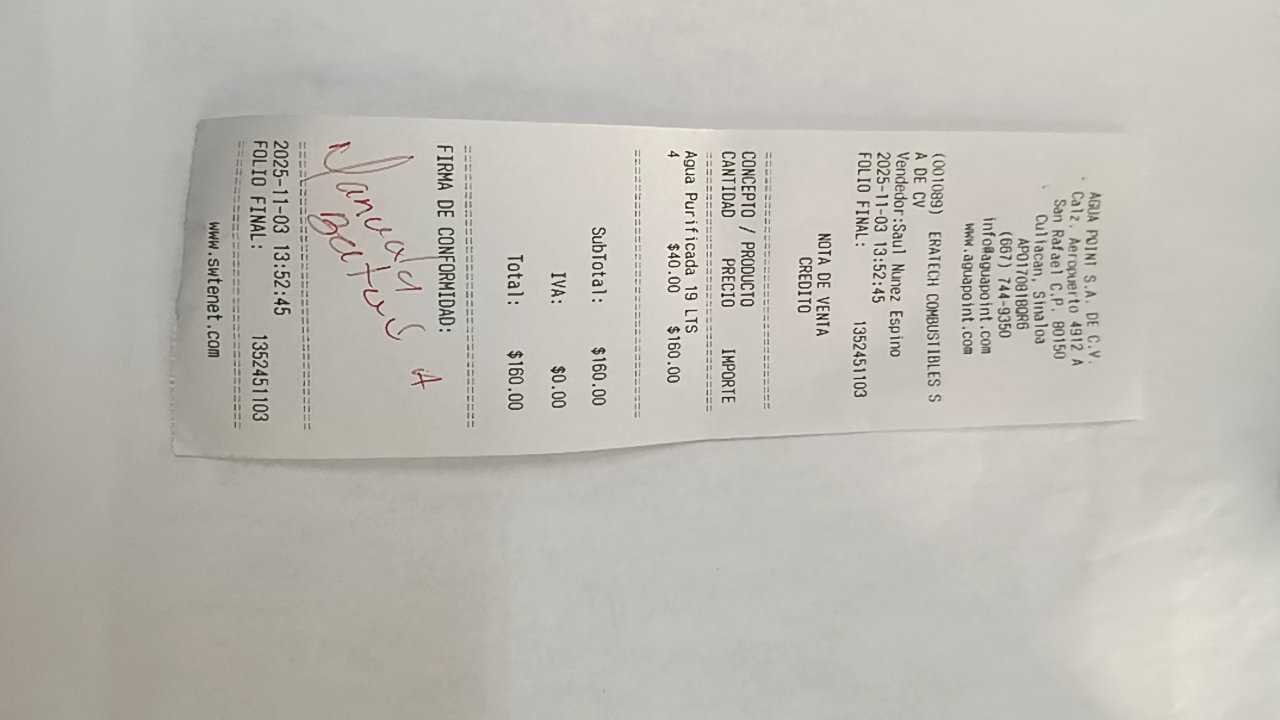 AGUA POINT S.A. DE C.V.
Calz. Aeropuerto 4912 A
San Rafael C.P. 80150
Culiacan, Sinaloa
APO170818QR6
(667) 744-9350
info@aguapoint.com
www.aguapoint.com
(001089) ERATECH COMBUSTIBLES S
A DE CV
Vendedor:Saul Nunez Espino
2025-11-03 13:52:45
FOLIO FINAL: 1352451103
NOTA DE VENTA
CREDITO
CONCEPTO / PRODUCTO
CANTIDAD PRECIO IMPORTE
Agua Purificada 19 LTS
4 $40.00 $160.00
SubTotal: $160.00
IVA: $0.00
Total: $160.00
FIRMA DE CONFORMIDAD:
2025-11-03 13:52:45
FOLIO FINAL: 1352451103
www.swtenet.com